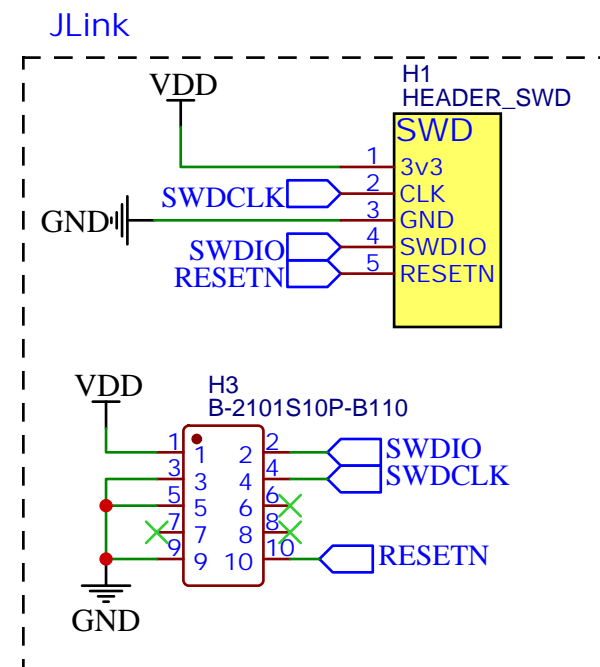 JLink
VDD
H1
HEADER_SWD
SWD
1 3v3
SWDCLK 2 CLK
GND 3 GND
SWDIO 4 SWDIO
RESETN 5 RESETN
VDD
H3
B-2101S10P-B110
1 1 2 2 SWDIO
3 3 4 4 SWDCLK
5 5 6 6
7 7 8 8
9 9 10 10 RESETN
GND